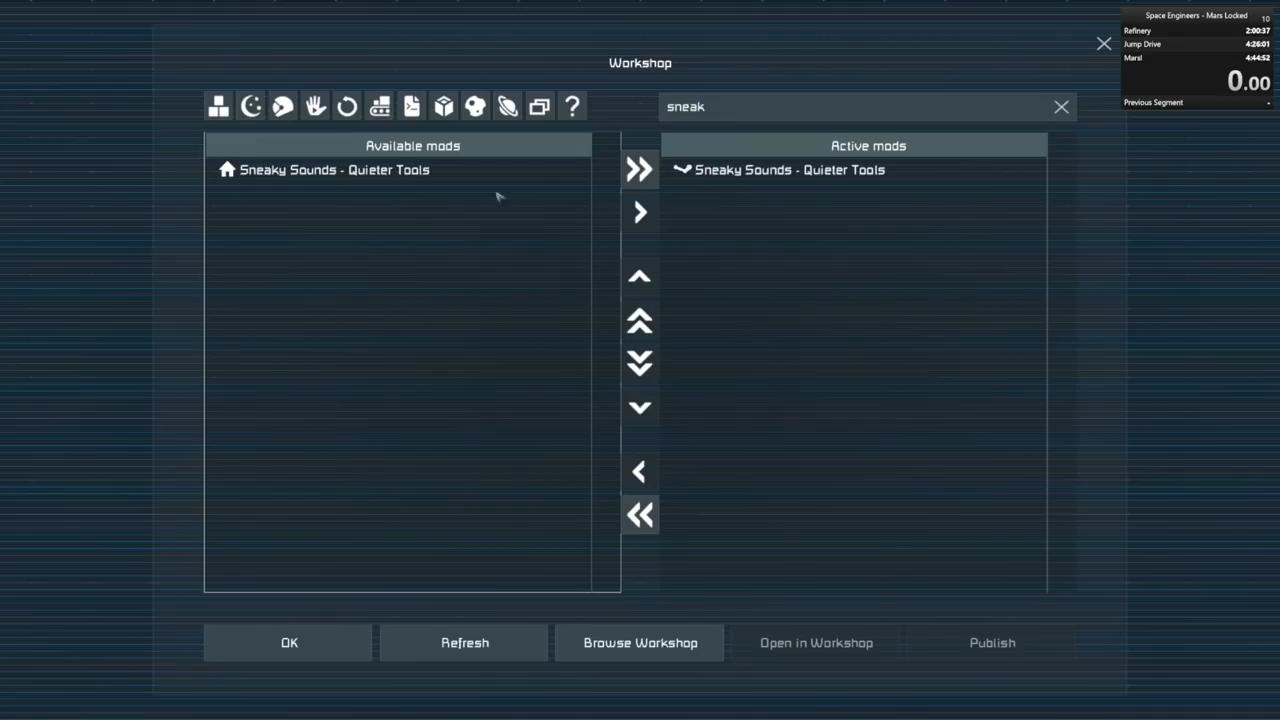 Space Engineers - Mars Locked
10
Refinery 2:00:37
Jump Drive 4:26:01
Mars! 4:44:52
0.00
Previous Segment -
Workshop
?
sneak
Available mods
Active mods
Sneaky Sounds - Quieter Tools
Sneaky Sounds - Quieter Tools
OK
Refresh
Browse Workshop
Open in Workshop
Publish